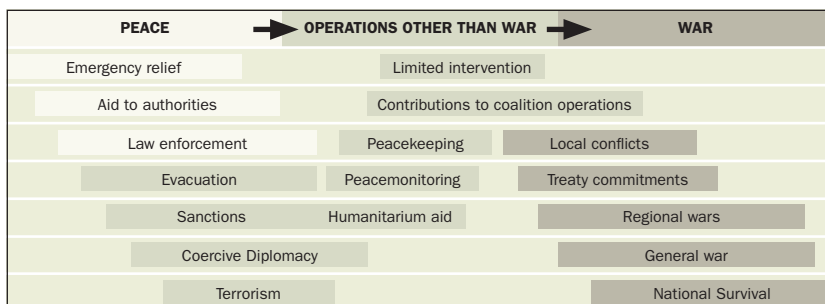 PEACE OPERATIONS OTHER THAN WAR WAR
Emergency relief Limited intervention
Aid to authorities Contributions to coalition operations
Law enforcement Peacekeeping Local conflicts
Evacuation Peacemonitoring Treaty commitments
Sanctions Humanitarium aid Regional wars
Coercive Diplomacy General war
Terrorism National Survival